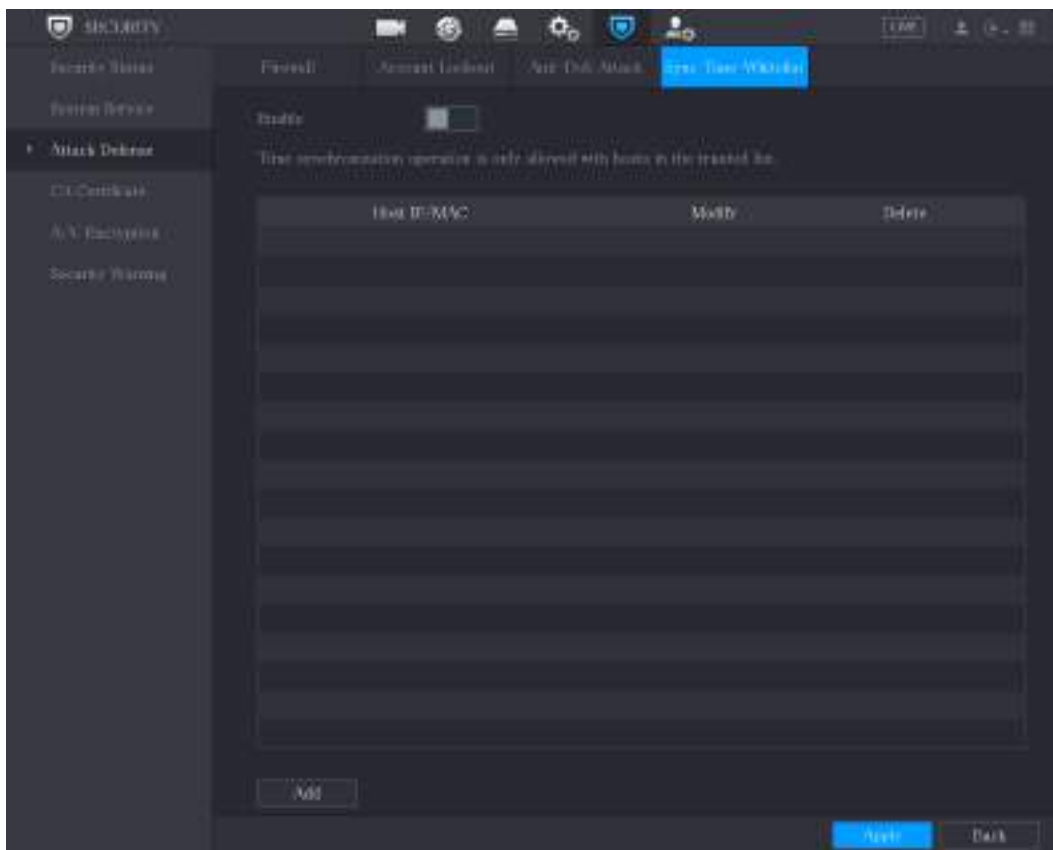 SECURITY LIVE
Security Status Firewall Account Lockout Anti-DoS Attack Sync Time-Whitelist
System Service Enable
Attack Defense Time synchronization operation is only allowed with hosts in the trusted list.
CA Certificate Host IP/MAC Modify Delete
A/V Encryption
Security Warning
Add
Apply Back